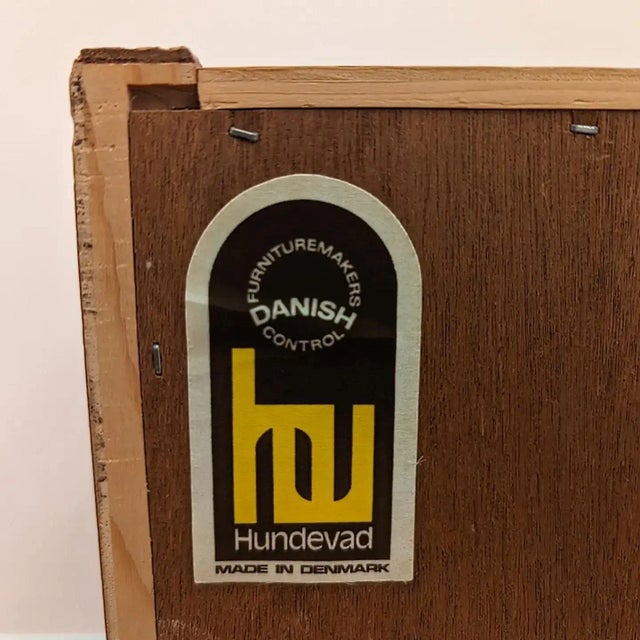 FURNITUREMAKERS
DANISH
CONTROL
hu
Hundevad
MADE IN DENMARK